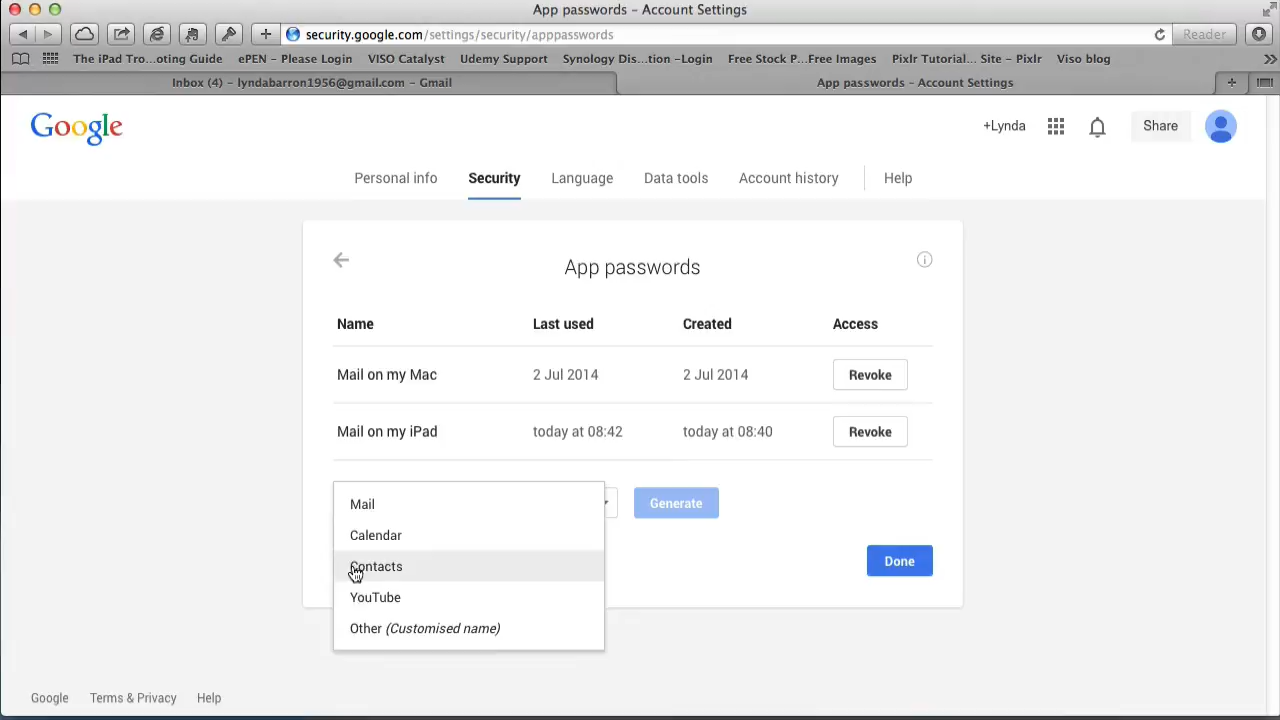 App passwords – Account Settings
security.google.com/settings/security/apppasswords
Reader
The iPad Tro...oting Guide ePEN – Please Login VISO Catalyst Udemy Support Synology Dis...tion –Login Free Stock P...Free Images Pixlr Tutorial... Site – Pixlr Viso blog
Inbox (4) – lyndabarron1956@gmail.com – Gmail App passwords – Account Settings
Google +Lynda Share
Personal info Security Language Data tools Account history Help
App passwords
Name Last used Created Access
Mail on my Mac 2 Jul 2014 2 Jul 2014 Revoke
Mail on my iPad today at 08:42 today at 08:40 Revoke
Mail
Generate
Calendar
Contacts
Done
YouTube
Other (Customised name)
Google Terms & Privacy Help